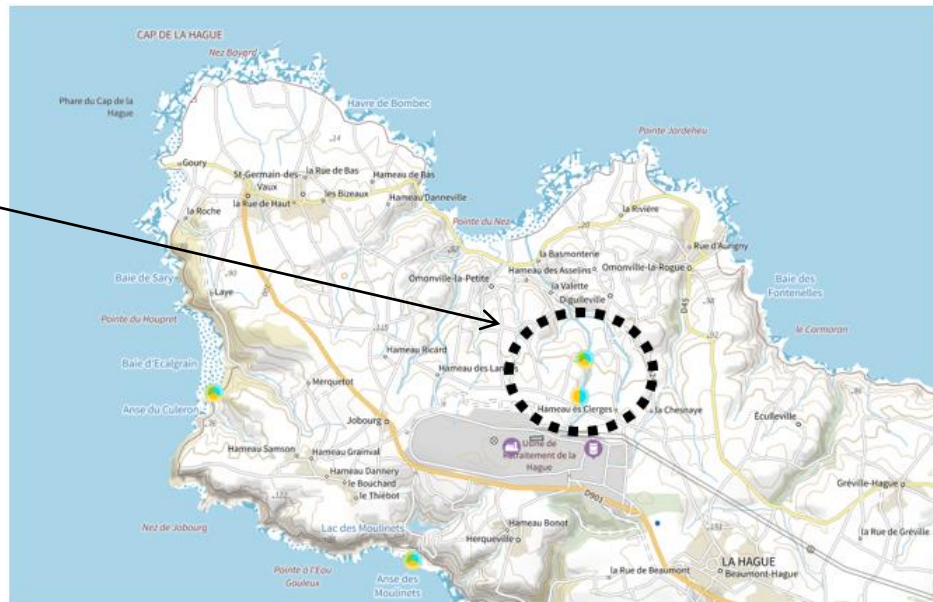 CAP DE LA HAGUE
Nez Bayard
Phare du Cap de la
Hague
Havre de Bombec
Pointe Jardeheu
Goury
St-Germain-des-
Vaux
la Rue de Bas
Hameau de Bas
la Rue de Haut
les Bizeaux
Hameau Danneville
la Roche
Pointe du Nez
la Rivière
la Basmonterie
Rue d'Aurigny
Omonville-la-Petite
Hameau des Asselins
Omonville-la-Rogue
Baie de Sary
Laye
la Valette
Digulleville
Baie des
Fontenelles
D45
Pointe du Houpret
le Cormoran
Baie d'Ecalgrain
Hameau Ricard
Hameau des Landes
Merquetot
Anse du Culeron
Hameau ès Clerges
la Chesnaye
Éculleville
Jobourg
Usine de
Retraitement de la
Hague
Hameau Samson
Hameau Grainval
Hameau Dannery
le Bouchard
le Thiébot
D901
Gréville-Hague
Nez de Jobourg
Lac des Moulinets
Hameau Bonot
Herqueville
la Rue de Gréville
Pointe à l'Eau
Gouleux
Anse des
Moulinets
la Rue de Beaumont
LA HAGUE
Beaumont-Hague